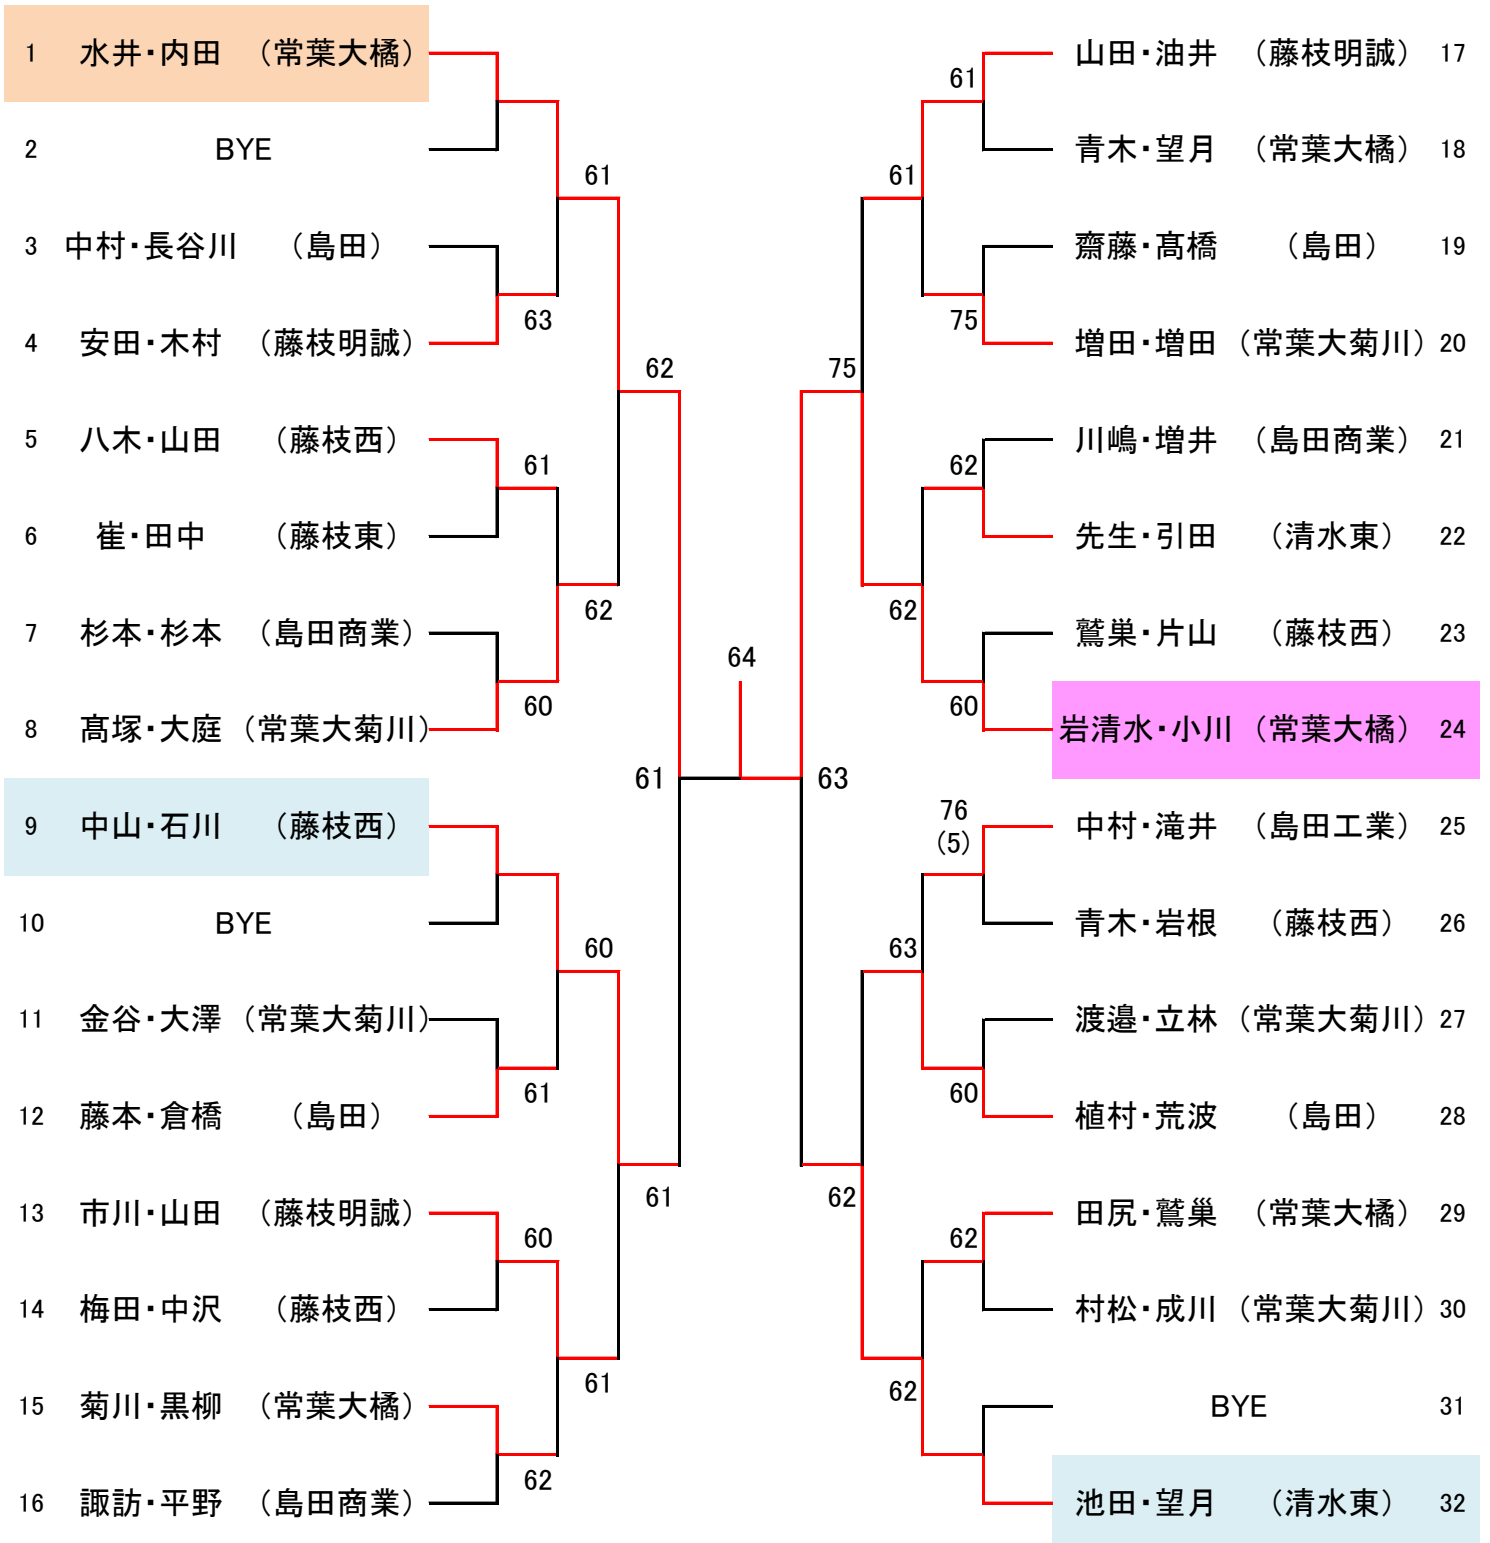 1 水井・内田 （常葉大橘）
2 BYE
3 中村・長谷川 （島田）
4 安田・木村 （藤枝明誠）
5 八木・山田 （藤枝西）
6 崔・田中 （藤枝東）
7 杉本・杉本 （島田商業）
8 髙塚・大庭 （常葉大菊川）
9 中山・石川 （藤枝西）
10 BYE
11 金谷・大澤 （常葉大菊川）
12 藤本・倉橋 （島田）
13 市川・山田 （藤枝明誠）
14 梅田・中沢 （藤枝西）
15 菊川・黒柳 （常葉大橘）
16 諏訪・平野 （島田商業）
63
61
60
61
60
62
61
62
60
61
62
61
61
64
63
75
62
61
62
63
62
61
75
62
60
76
(5)
60
62
山田・油井 （藤枝明誠） 17
青木・望月 （常葉大橘） 18
齋藤・髙橋 （島田） 19
増田・増田 （常葉大菊川） 20
川嶋・増井 （島田商業） 21
先生・引田 （清水東） 22
鷲巣・片山 （藤枝西） 23
岩清水・小川 （常葉大橘） 24
中村・滝井 （島田工業） 25
青木・岩根 （藤枝西） 26
渡邉・立林 （常葉大菊川） 27
植村・荒波 （島田） 28
田尻・鷲巣 （常葉大橘） 29
村松・成川 （常葉大菊川） 30
BYE 31
池田・望月 （清水東） 32